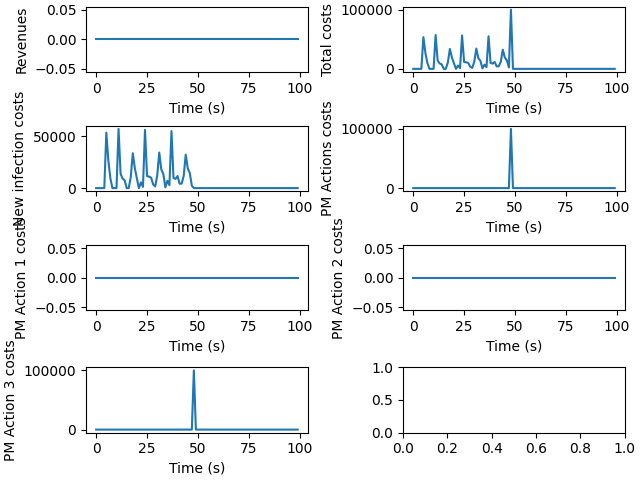 Revenues
0.05
0.00
−0.05
0 25 50 75 100
Time (s)
Total costs
100000
0
0 25 50 75 100
Time (s)
New infection costs
50000
0
0 25 50 75 100
Time (s)
PM Actions costs
100000
0
0 25 50 75 100
Time (s)
PM Action 1 costs
0.05
0.00
−0.05
0 25 50 75 100
Time (s)
PM Action 2 costs
0.05
0.00
−0.05
0 25 50 75 100
Time (s)
PM Action 3 costs
100000
0
0 25 50 75 100
Time (s)
1.0
0.5
0.0
0.0 0.2 0.4 0.6 0.8 1.0